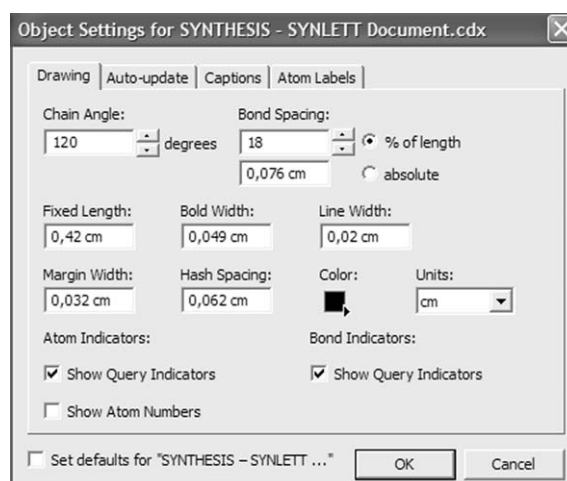 Object Settings for SYNTHESIS - SYNLETT Document.cdx
Drawing Auto-update Captions Atom Labels
Chain Angle: Bond Spacing:
120 degrees 18 % of length
0,076 cm absolute
Fixed Length: Bold Width: Line Width:
0,42 cm 0,049 cm 0,02 cm
Margin Width: Hash Spacing: Color: Units:
0,032 cm 0,062 cm cm
Atom Indicators: Bond Indicators:
Show Query Indicators Show Query Indicators
Show Atom Numbers
Set defaults for "SYNTHESIS – SYNLETT ..." OK Cancel